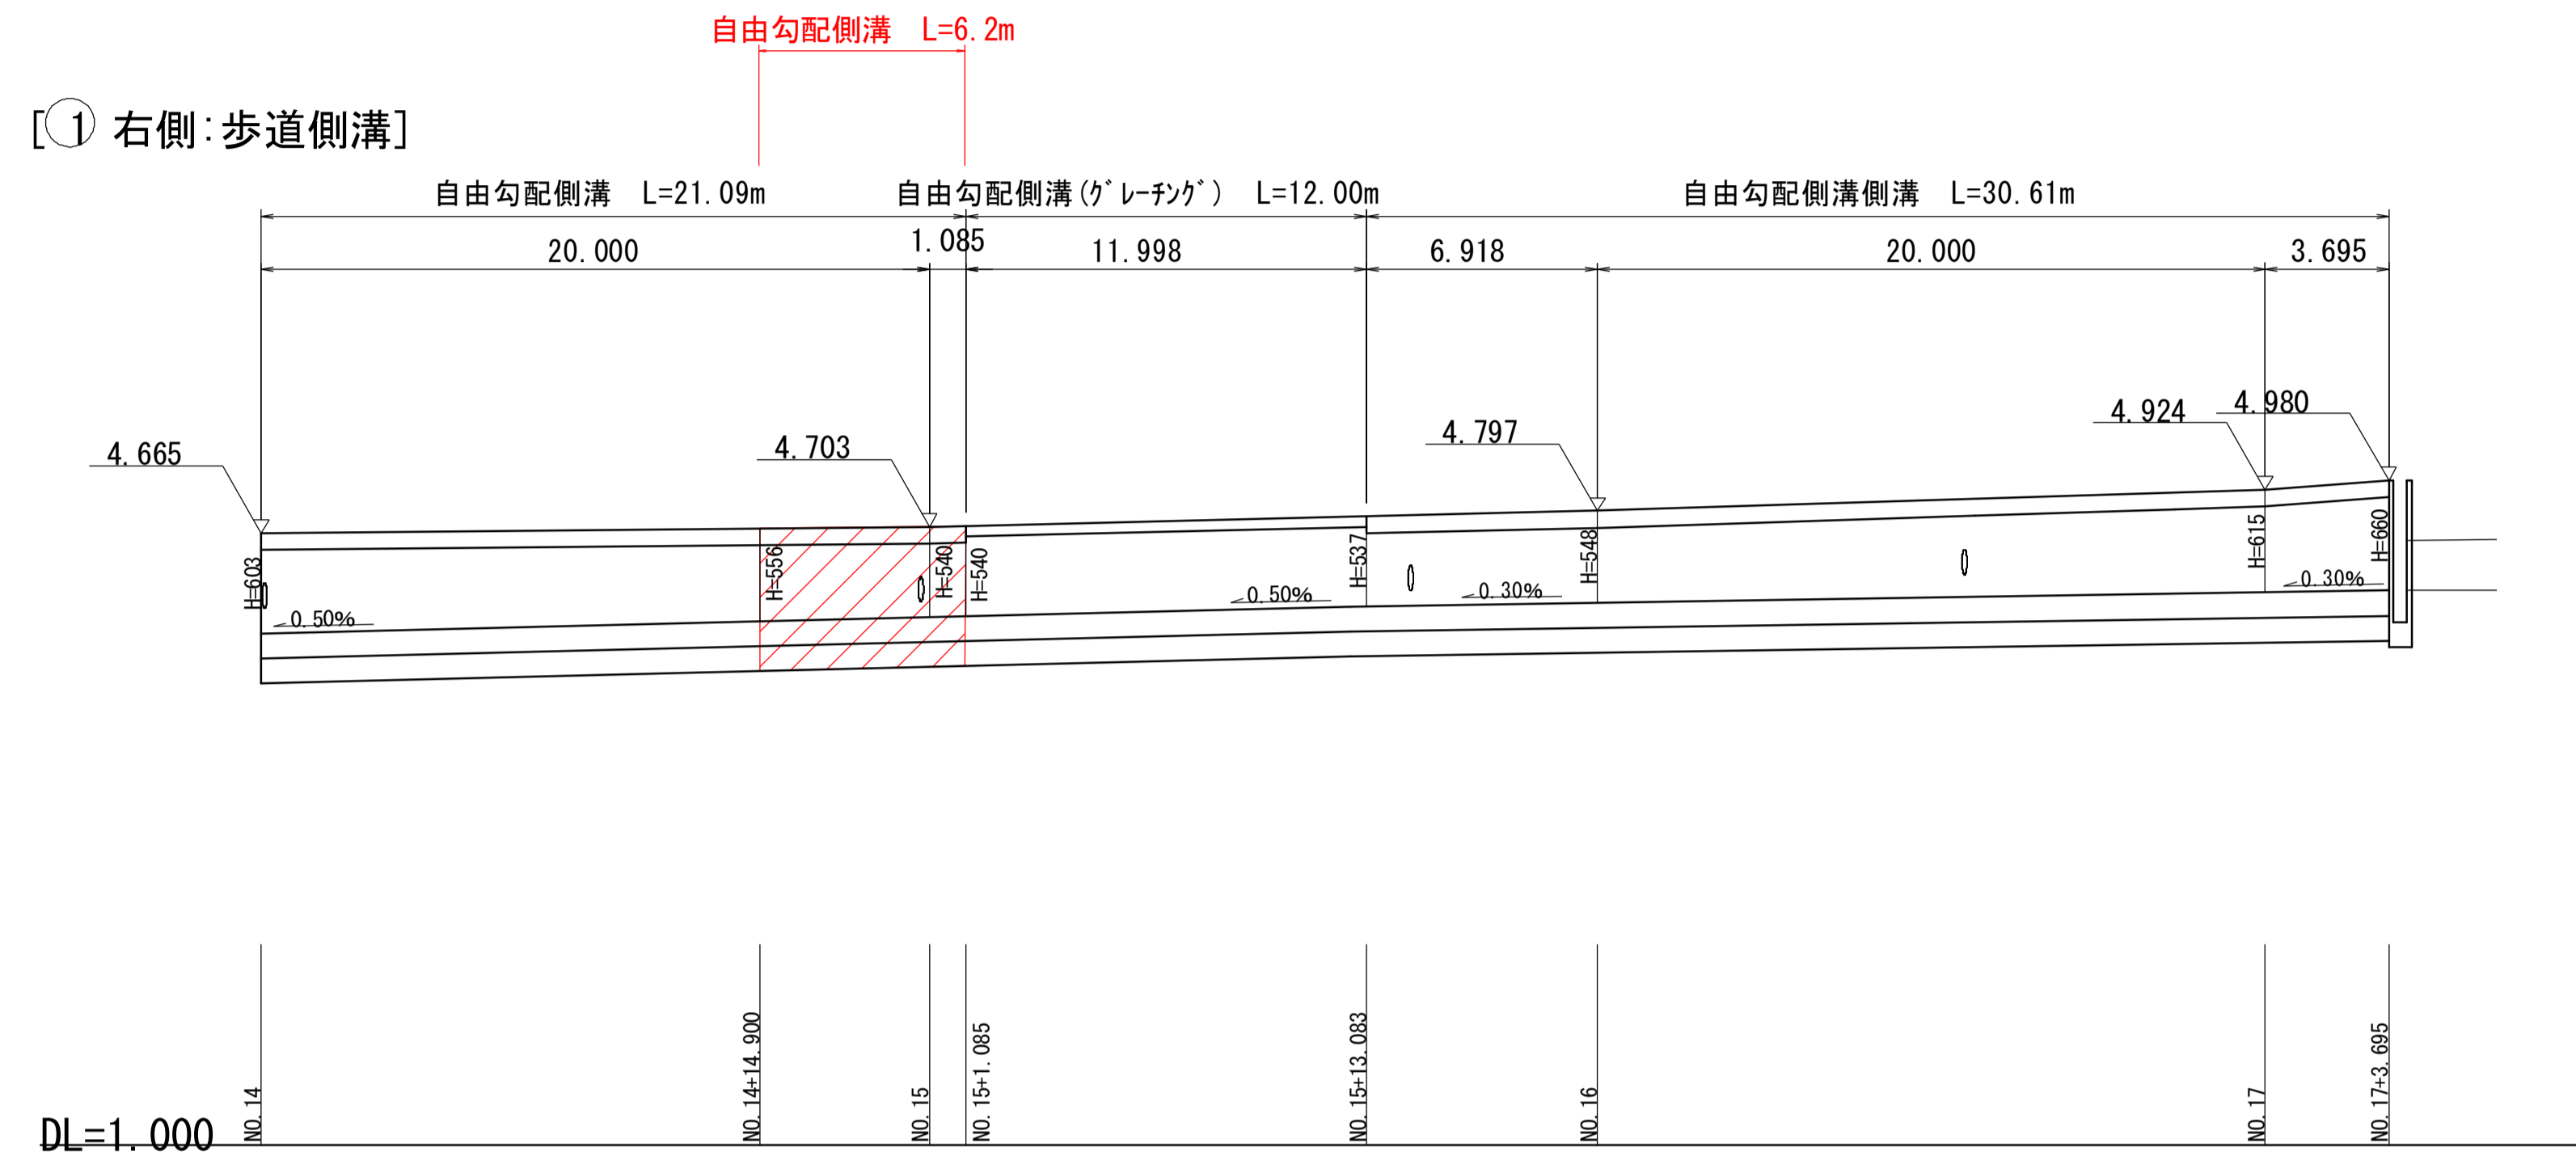 自由勾配側溝 L=6.2m
[① 右側:歩道側溝]
自由勾配側溝 L=21.09m
自由勾配側溝(ｸﾞﾚｰﾁﾝｸﾞ) L=12.00m
自由勾配側溝側溝 L=30.61m
20.000
1.085
11.998
6.918
20.000
3.695
4.665
4.703
4.797
4.924
4.980
H=603
H=556
H=540
H=540
H=537
H=548
H=615
H=660
0.50%
0.50%
0.30%
0.30%
NO.14
NO.14+14.900
NO.15
NO.15+1.085
NO.15+13.083
NO.16
NO.17
NO.17+3.695
DL=1.000